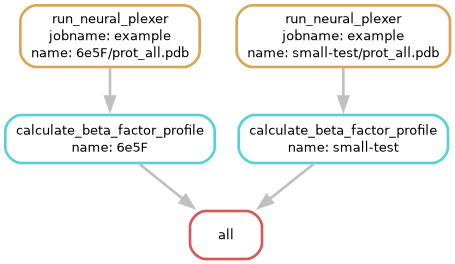 run_neural_plexer
jobname: example
name: 6e5F/prot_all.pdb
run_neural_plexer
jobname: example
name: small-test/prot_all.pdb
calculate_beta_factor_profile
name: 6e5F
calculate_beta_factor_profile
name: small-test
all